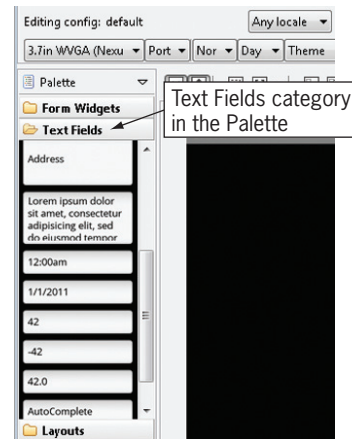 Editing config: default
Any locale
3.7in WVGA (Nexu
Port
Nor
Day
Theme
Palette
Form Widgets
Text Fields
Text Fields category
in the Palette
Address
Lorem ipsum dolor
sit amet, consectetur
adipisicing elit, sed
do eiusmod tempor
12:00am
1/1/2011
42
-42
42.0
AutoComplete
Layouts